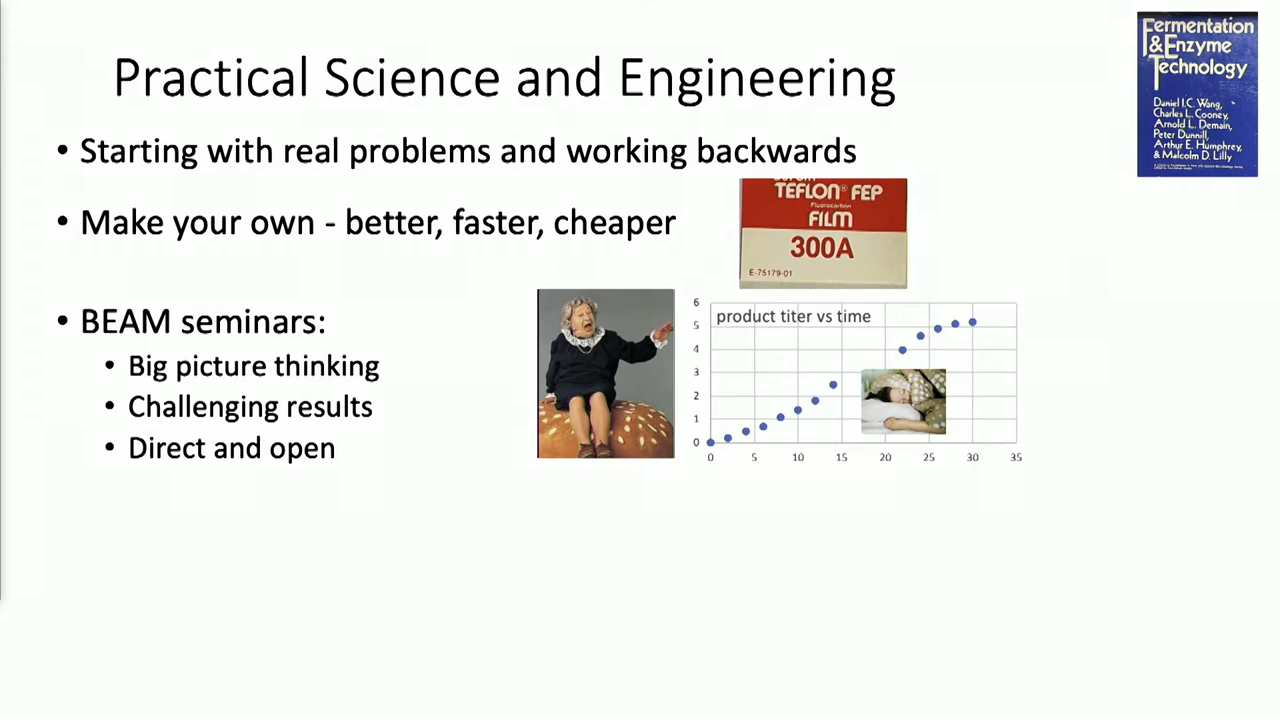 Practical Science and Engineering
Fermentation
&Enzyme
Technology
Daniel I.C. Wang,
Charles L. Cooney,
Arnold L. Demain,
Peter Dunnill,
Arthur E. Humphrey,
& Malcolm D. Lilly
• Starting with real problems and working backwards
• Make your own - better, faster, cheaper
TEFLON® FEP
Fluorocarbon
FILM
300A
E-75179-01
• BEAM seminars:
• Big picture thinking
• Challenging results
• Direct and open
product titer vs time
6
5
4
3
2
1
0
0 5 10 15 20 25 30 35